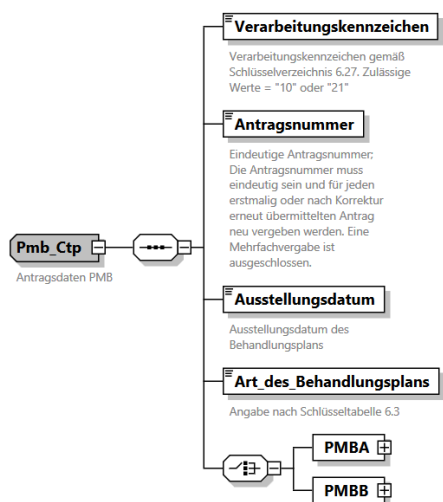 Verarbeitungskennzeichen
Verarbeitungskennzeichen gemäß
Schlüsselverzeichnis 6.27. Zulässige
Werte = "10" oder "21"
Antragsnummer
Eindeutige Antragsnummer;
Die Antragsnummer muss
eindeutig sein und für jeden
erstmalig oder nach Korrektur
erneut übermittelten Antrag
neu vergeben werden. Eine
Mehrfachvergabe ist
ausgeschlossen.
Pmb_Ctp
Antragsdaten PMB
Ausstellungsdatum
Ausstellungsdatum des
Behandlungsplans
Art_des_Behandlungsplans
Angabe nach Schlüsseltabelle 6.3
PMBA
PMBB